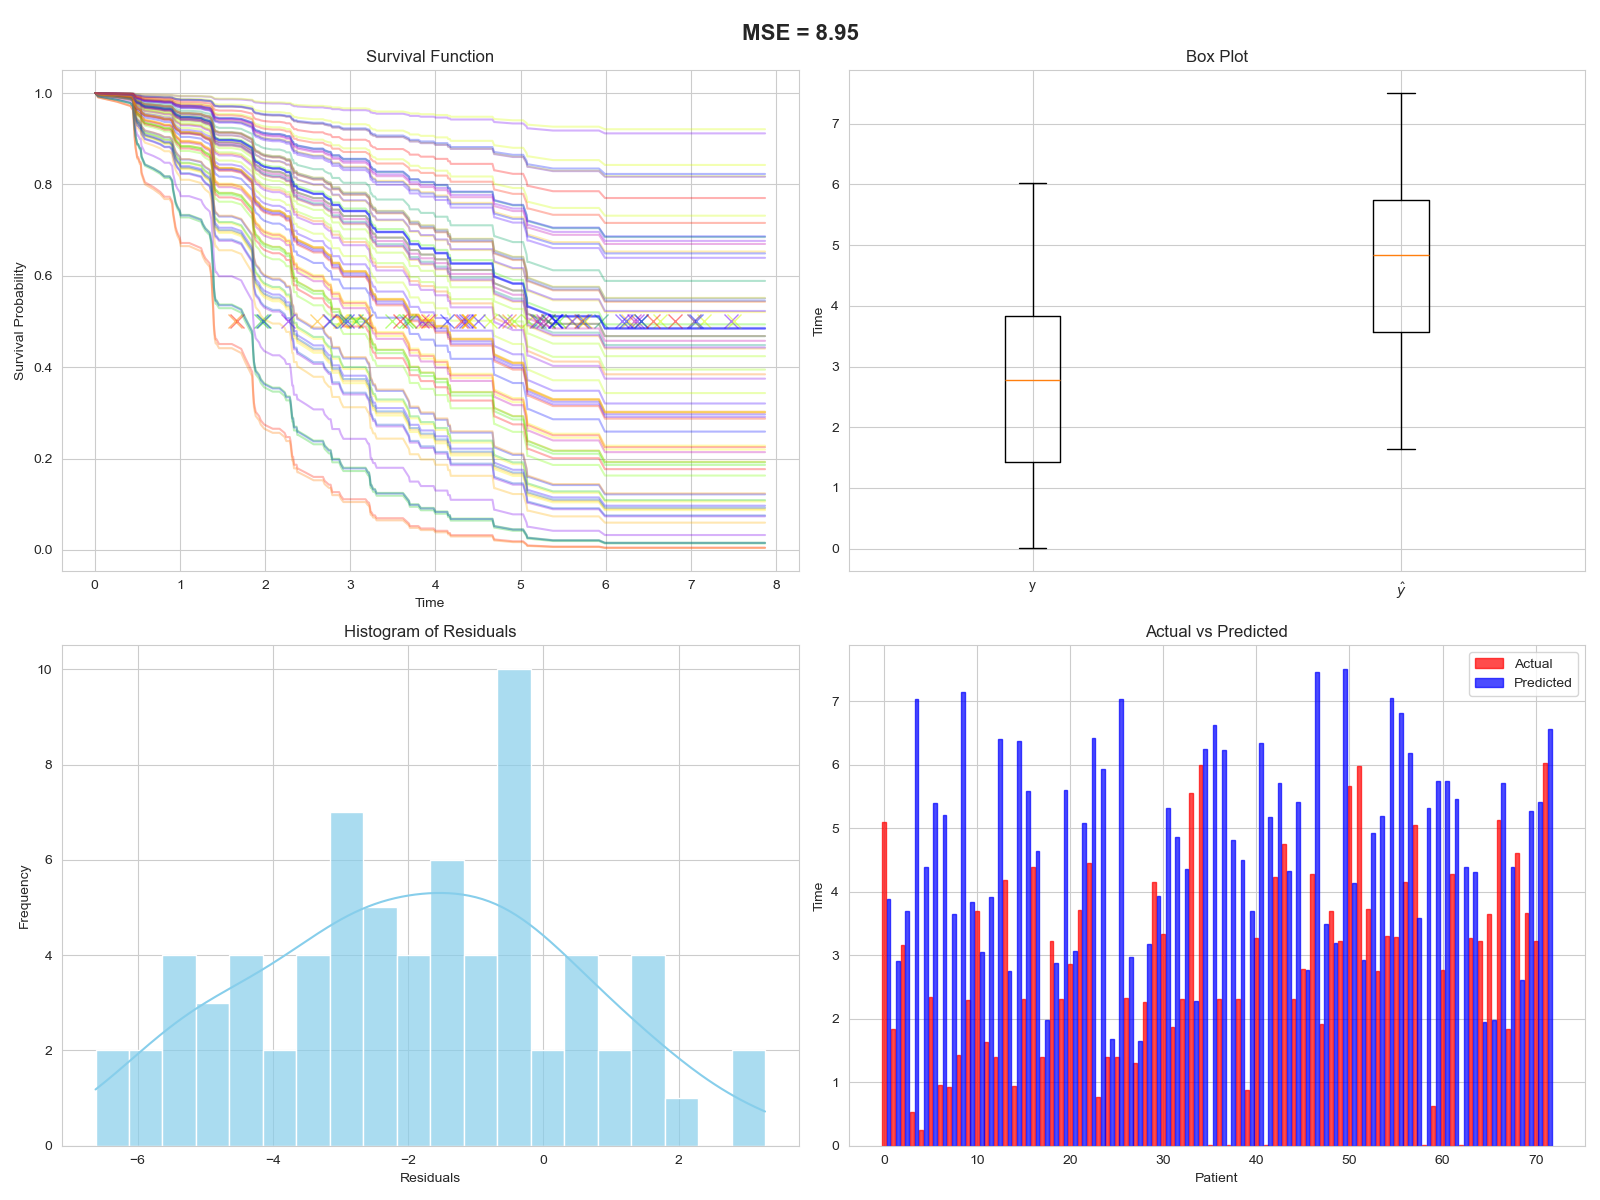 MSE = 8.95
Survival Function
Survival Probability
1.0
0.8
0.6
0.4
0.2
0.0
0 1 2 3 4 5 6 7 8
Time
Box Plot
Time
7
6
5
4
3
2
1
0
y ŷ
Histogram of Residuals
Frequency
10
8
6
4
2
0
−6 −4 −2 0 2
Residuals
Actual vs Predicted
Actual
Predicted
Time
7
6
5
4
3
2
1
0
0 10 20 30 40 50 60 70
Patient